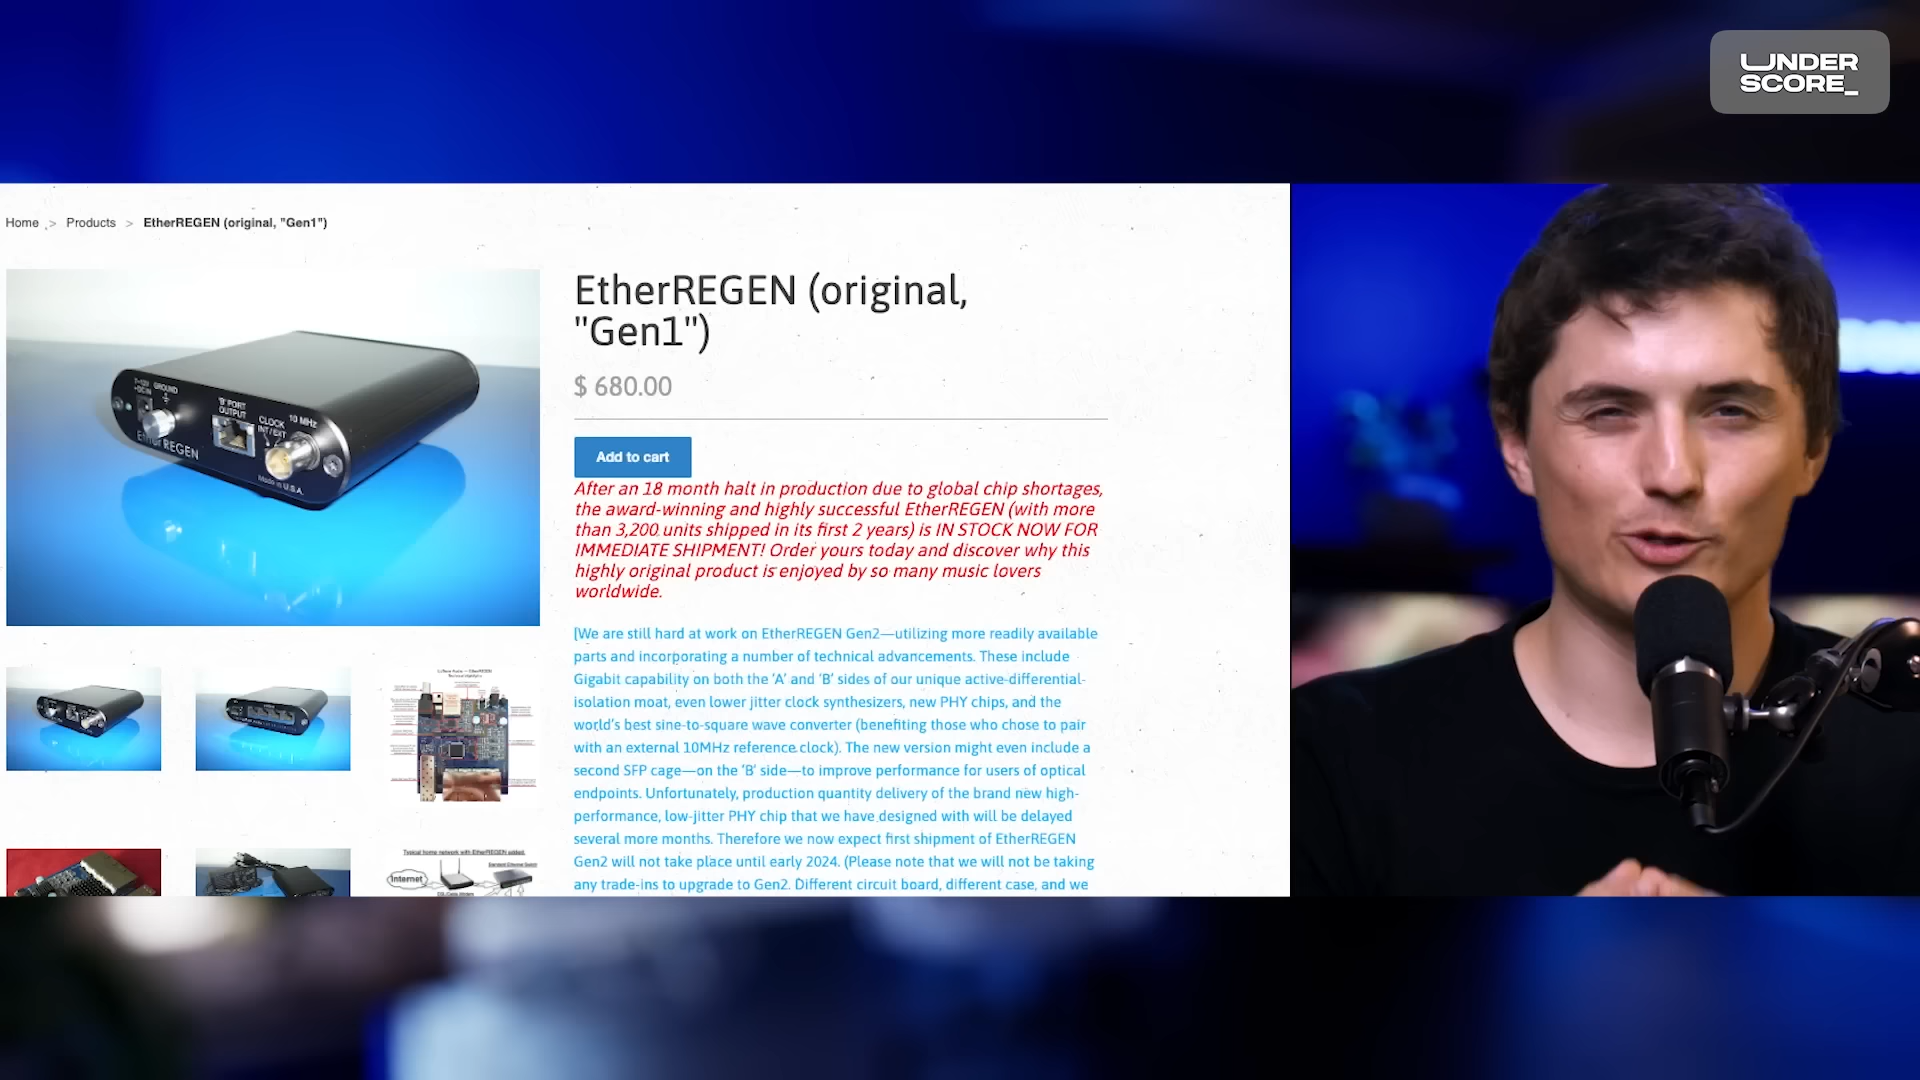 UNDER
SCORE_
Home > Products > EtherREGEN (original, "Gen1")
EtherREGEN (original,
"Gen1")
$ 680.00
Add to cart
After an 18 month halt in production due to global chip shortages,
the award-winning and highly successful EtherREGEN (with more
than 3,200 units shipped in its first 2 years) is IN STOCK NOW FOR
IMMEDIATE SHIPMENT! Order yours today and discover why this
highly original product is enjoyed by so many music lovers
worldwide.
[We are still hard at work on EtherREGEN Gen2—utilizing more readily available
parts and incorporating a number of technical advancements. These include
Gigabit capability on both the ‘A’ and ‘B’ sides of our unique active-differential-
isolation moat, even lower jitter clock synthesizers, new PHY chips, and the
world’s best sine-to-square wave converter (benefiting those who chose to pair
with an external 10MHz reference clock). The new version might even include a
second SFP cage—on the ‘B’ side—to improve performance for users of optical
endpoints. Unfortunately, production quantity delivery of the brand new high-
performance, low-jitter PHY chip that we have designed with will be delayed
several more months. Therefore we now expect first shipment of EtherREGEN
Gen2 will not take place until early 2024. (Please note that we will not be taking
any trade-ins to upgrade to Gen2. Different circuit board, different case, and we
GROUND
'B' PORT
OUTPUT
CLOCK
INT / EXT
10 MHz
EtherREGEN
Made in U.S.A.
Typical home network with EtherREGEN added.
Internet